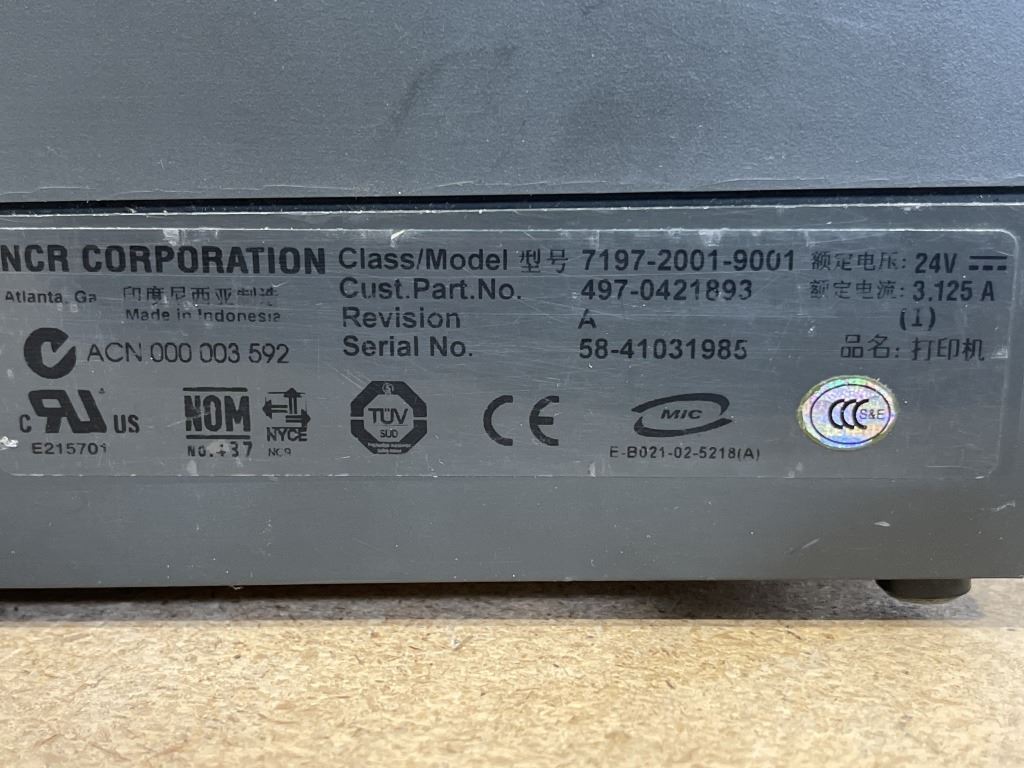 NCR CORPORATION Class/Model 型号 7197-2001-9001 额定电压: 24V
Atlanta, Ga 印度尼西亚制造 Cust.Part.No. 497-0421893 额定电流: 3.125 A
Made in Indonesia Revision A (1)
ACN 000 003 592 Serial No. 58-41031985 品名: 打印机
C RU US NOM NYCE TÜV SÜD CE MIC CCC S&E
E215701 E-B021-02-5218(A)